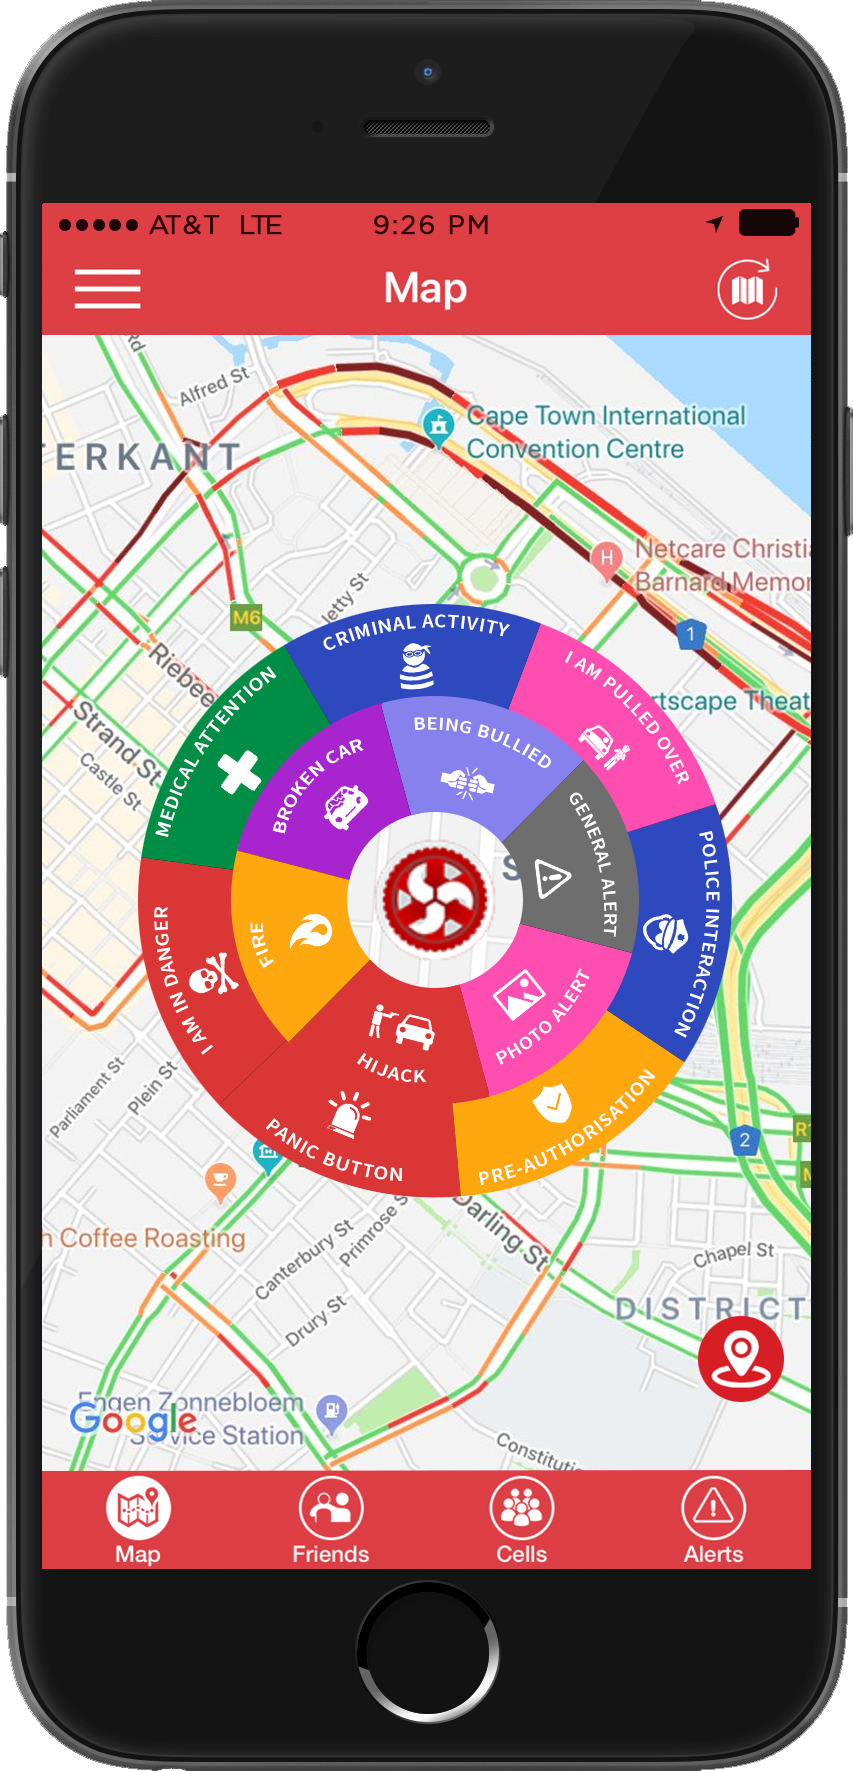 AT&T LTE 9:26 PM
Map
Rd
Alfred St
Cape Town International
Convention Centre
TERKANT
Netcare Christia
Barnard Memor
Jetty St
M6
1
Riebee
rtscape Theat
Strand St
Castle St
CRIMINAL ACTIVITY
I AM PULLED OVER
MEDICAL ATTENTION
BROKEN CAR
BEING BULLIED
GENERAL ALERT
POLICE INTERACTION
S
FIRE
I AM IN DANGER
PHOTO ALERT
HIJACK
PANIC BUTTON
PRE-AUTHORISATION
Parliament St
Plein St
2
R
M
H
n Coffee Roasting
Canterbury St
Primrose S
Darling St
Chapel St
Drury St
DISTRICT
Engen Zonnebloem
Service Station
Google
Constituti
Map
Friends
Cells
Alerts